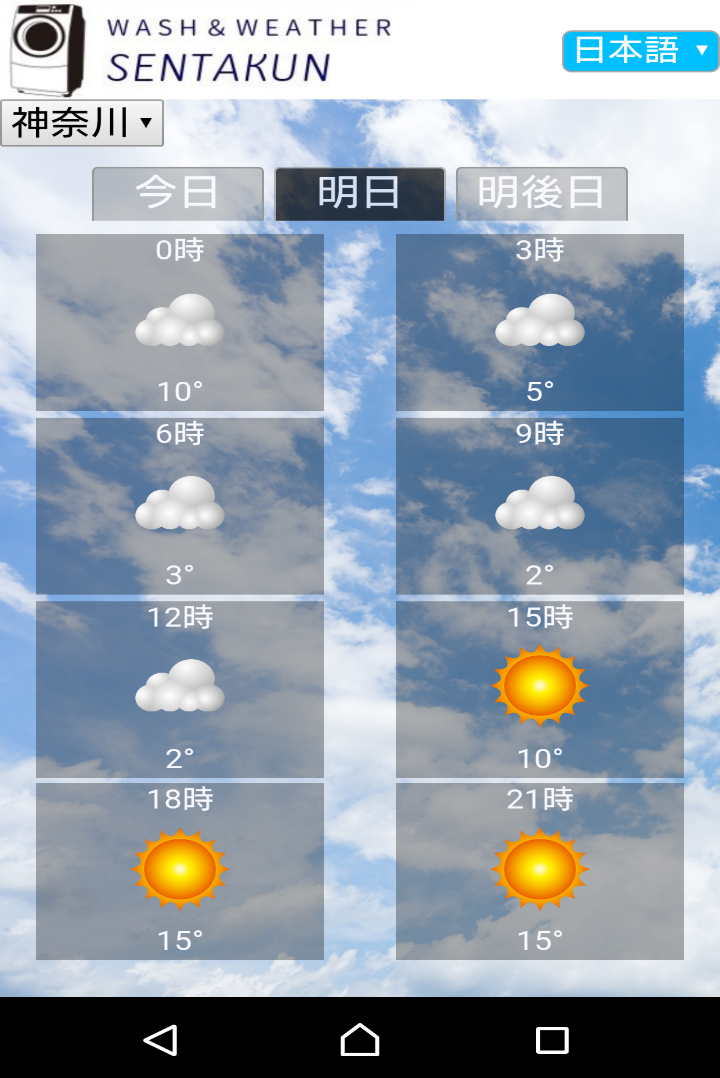 WASH & WEATHER
SENTAKUN
日本語
神奈川
今日
明日
明後日
0時
10°
3時
5°
6時
3°
9時
2°
12時
2°
15時
10°
18時
15°
21時
15°